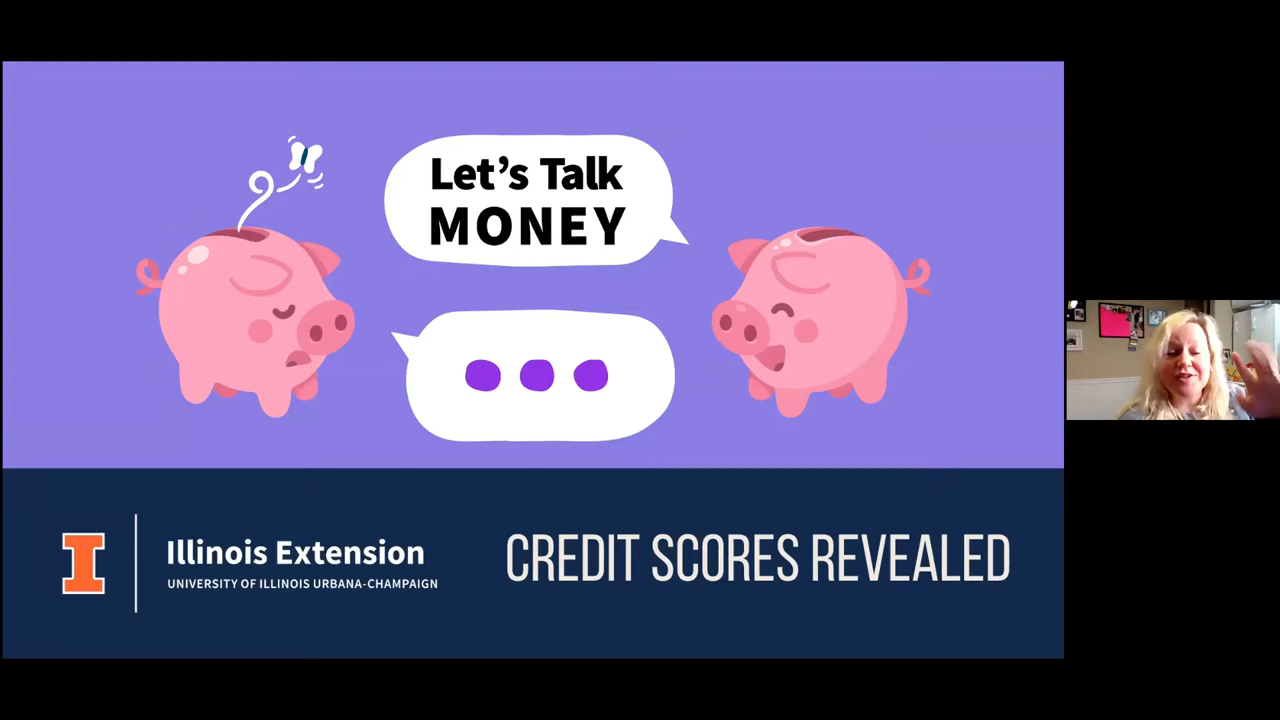 Let's Talk
MONEY
I
Illinois Extension
UNIVERSITY OF ILLINOIS URBANA-CHAMPAIGN
CREDIT SCORES REVEALED